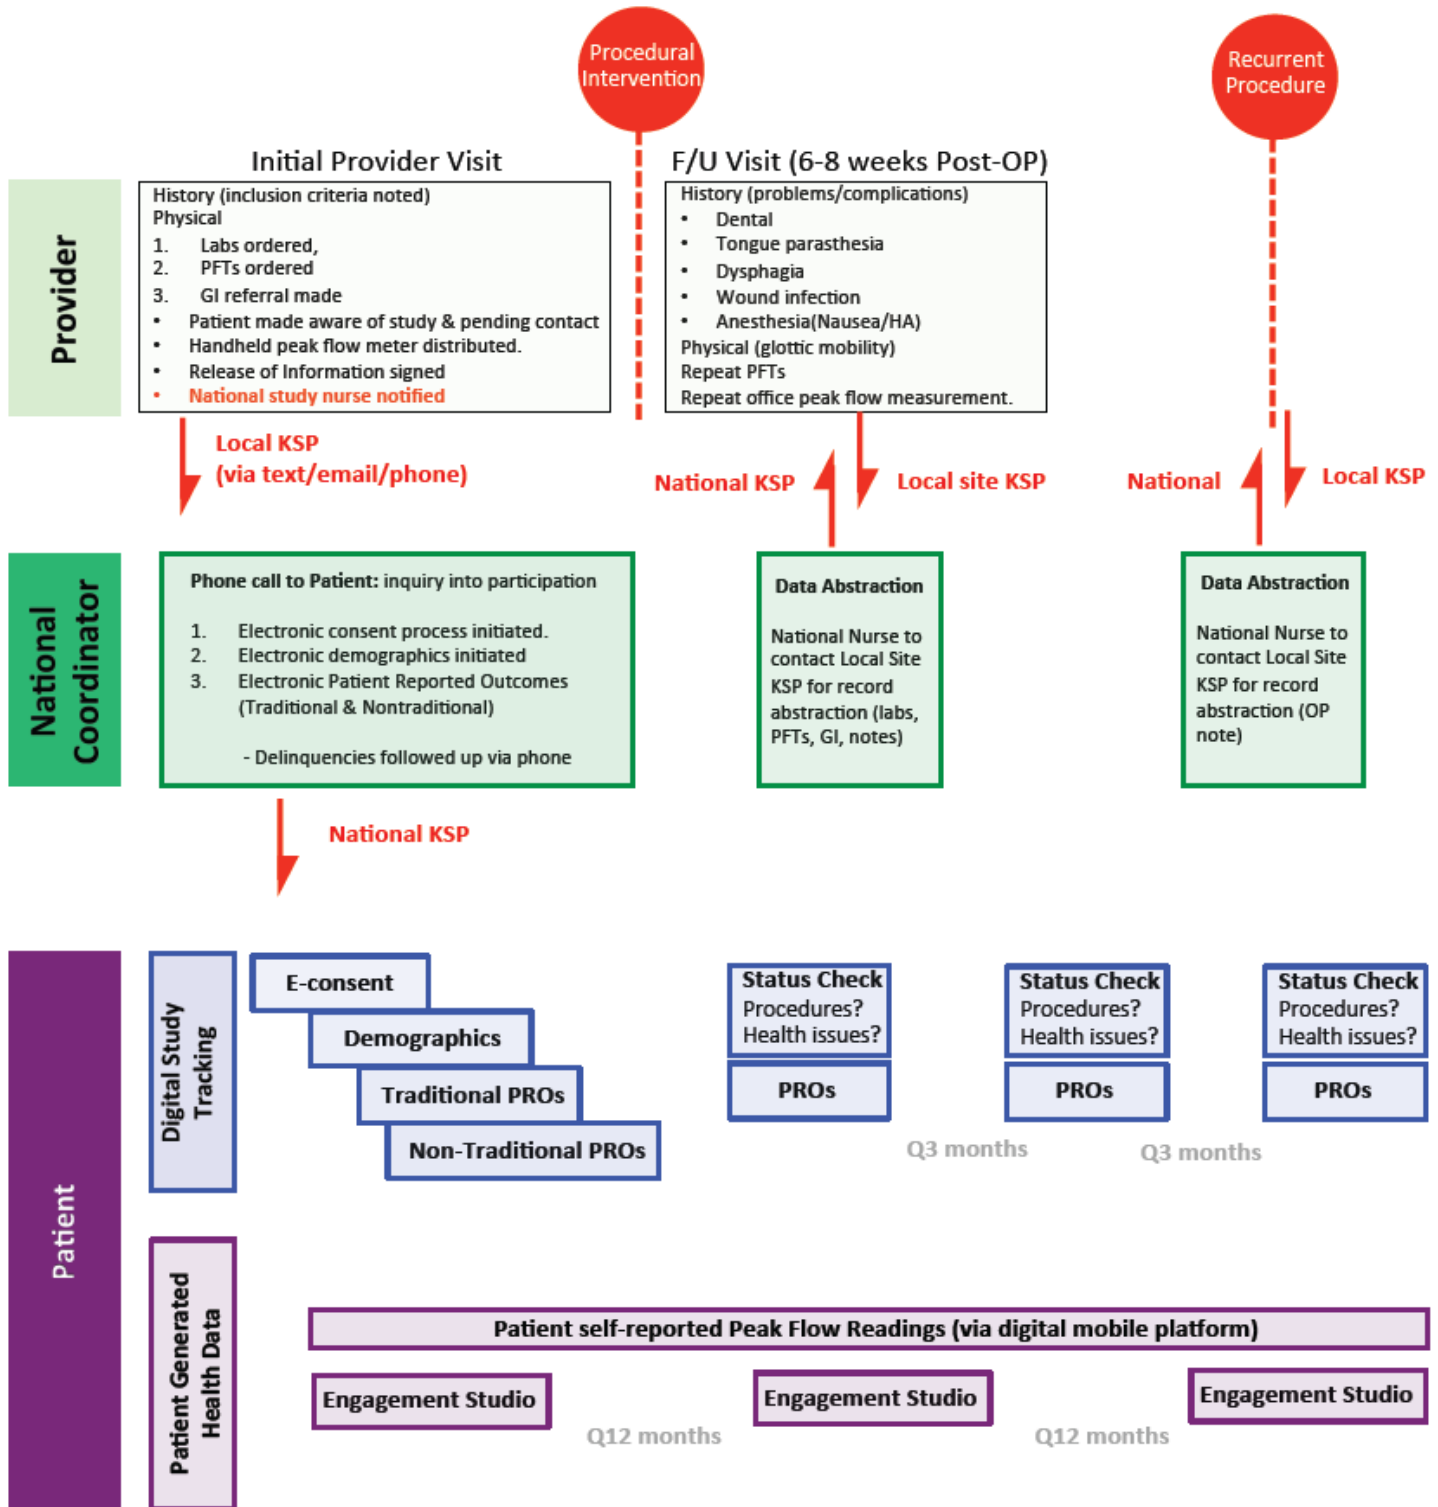 Procedural
Intervention
Recurrent
Procedure
Initial Provider Visit
F/U Visit (6-8 weeks Post-OP)
Provider
History (inclusion criteria noted)
Physical
1. Labs ordered,
2. PFTs ordered
3. GI referral made
• Patient made aware of study & pending contact
• Handheld peak flow meter distributed.
• Release of Information signed
• National study nurse notified
History (problems/complications)
• Dental
• Tongue parasthesia
• Dysphagia
• Wound infection
• Anesthesia(Nausea/HA)
Physical (glottic mobility)
Repeat PFTs
Repeat office peak flow measurement.
Local KSP
(via text/email/phone)
National KSP
Local site KSP
National
Local KSP
National
Coordinator
Phone call to Patient: inquiry into participation
1. Electronic consent process initiated.
2. Electronic demographics initiated
3. Electronic Patient Reported Outcomes
(Traditional & Nontraditional)
- Delinquencies followed up via phone
Data Abstraction
National Nurse to
contact Local Site
KSP for record
abstraction (labs,
PFTs, GI, notes)
Data Abstraction
National Nurse to
contact Local Site
KSP for record
abstraction (OP
note)
National KSP
Patient
Digital Study
Tracking
E-consent
Demographics
Traditional PROs
Non-Traditional PROs
Status Check
Procedures?
Health issues?
PROs
Status Check
Procedures?
Health issues?
PROs
Status Check
Procedures?
Health issues?
PROs
Q3 months
Q3 months
Patient Generated
Health Data
Patient self-reported Peak Flow Readings (via digital mobile platform)
Engagement Studio
Engagement Studio
Engagement Studio
Q12 months
Q12 months